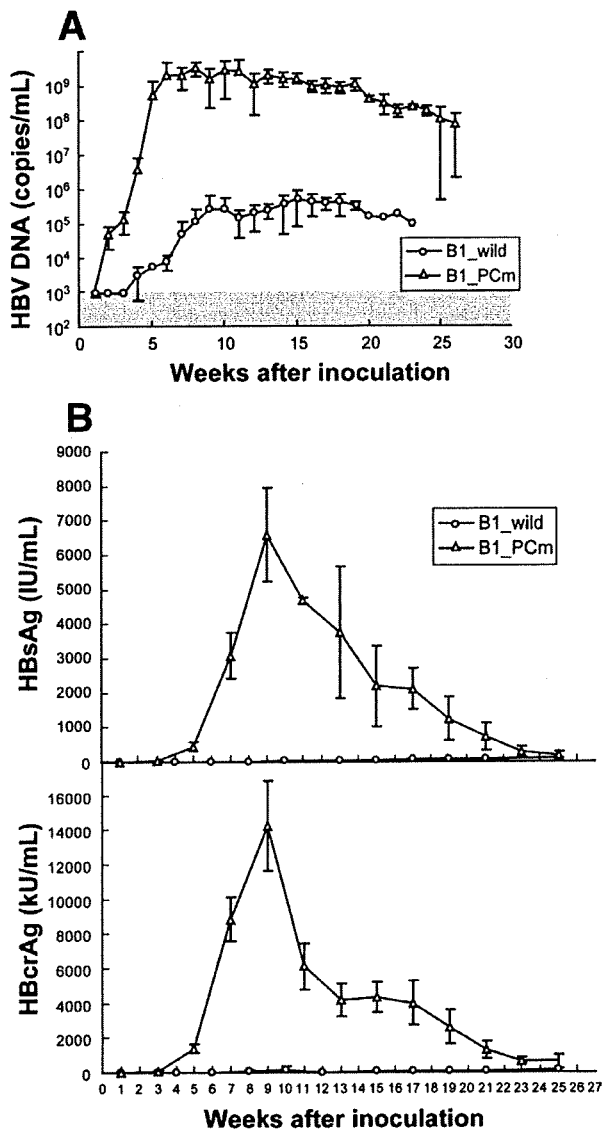 A
HBV DNA (copies/mL)
10⁹
10⁸
10⁷
10⁶
10⁵
10⁴
10³
10²
0 5 10 15 20 25 30
B1_wild
B1_PCm
Weeks after inoculation
B
HBsAg (IU/mL)
9000
8000
7000
6000
5000
4000
3000
2000
1000
0
B1_wild
B1_PCm
HBcrAg (kU/mL)
16000
14000
12000
10000
8000
6000
4000
2000
0
0 1 2 3 4 5 6 7 8 9 10 11 12 13 14 15 16 17 18 19 20 21 22 23 24 25 26 27
Weeks after inoculation